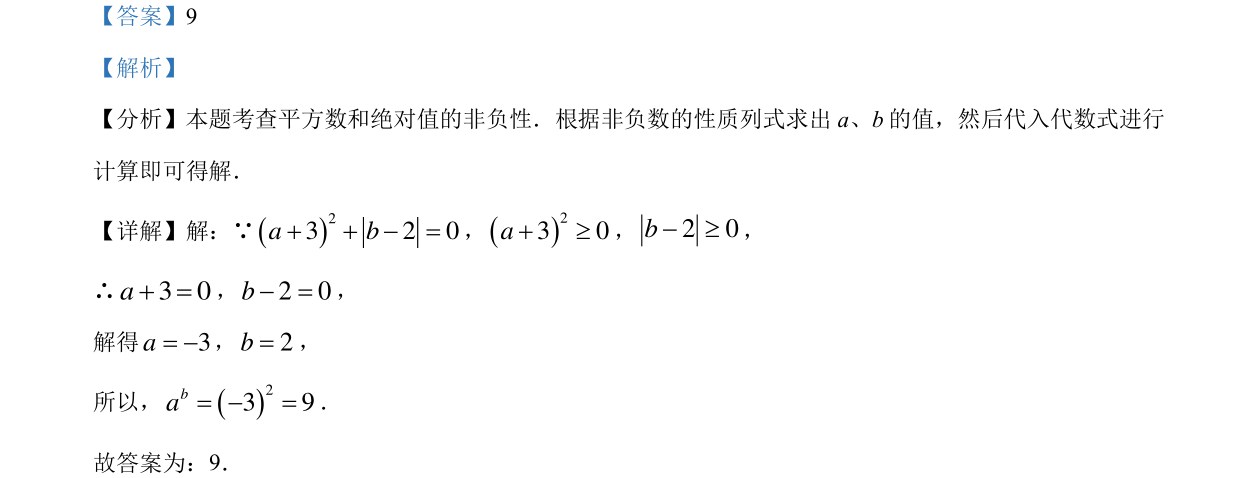 【答案】9
【解析】
【分析】本题考查平方数和绝对值的非负性．根据非负数的性质列式求出 a、b 的值，然后代入代数式进行
计算即可得解．
【详解】解：∵(a+3)²+|b−2|=0，(a+3)²≥0，|b−2|≥0，
∴a+3=0，b−2=0，
解得a=−3，b=2，
所以，aᵇ=(−3)²=9．
故答案为：9．